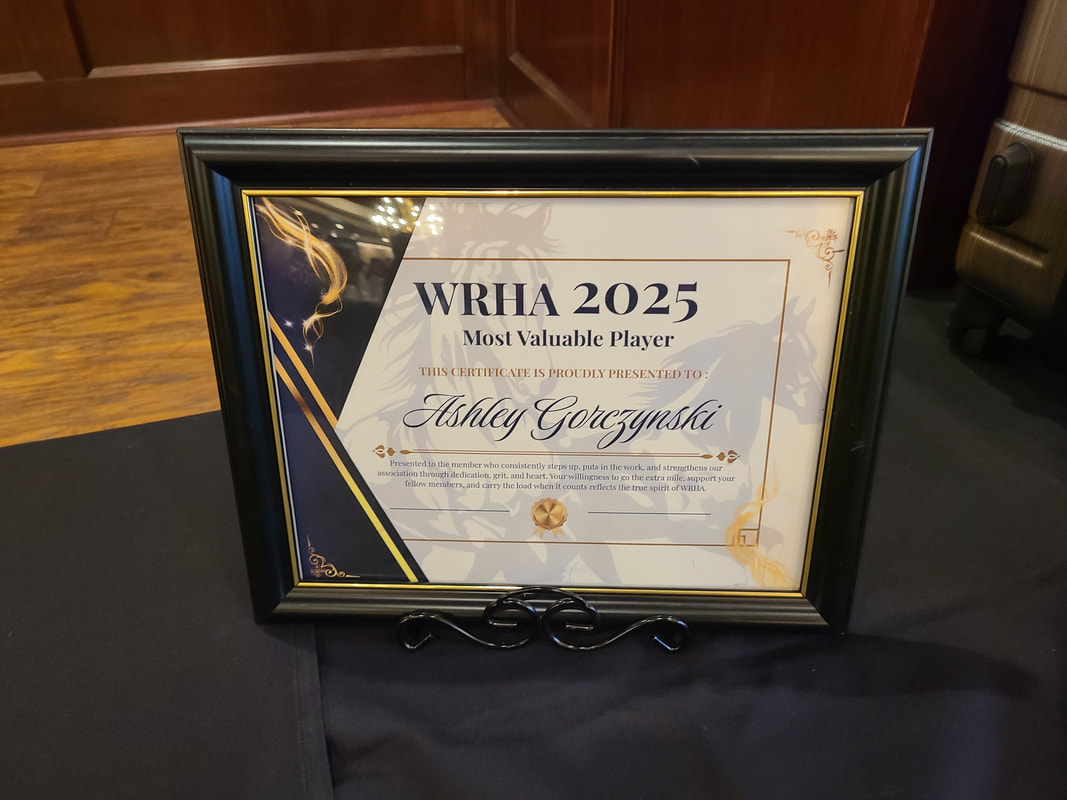 WRHA 2025
Most Valuable Player
THIS CERTIFICATE IS PROUDLY PRESENTED TO :
Ashley Gorczynski
Presented to the member who consistently steps up, puts in the work, and strengthens our
association through dedication, grit, and heart. Your willingness to go the extra mile, support your
fellow members, and carry the load when it counts reflects the true spirit of WRHA.